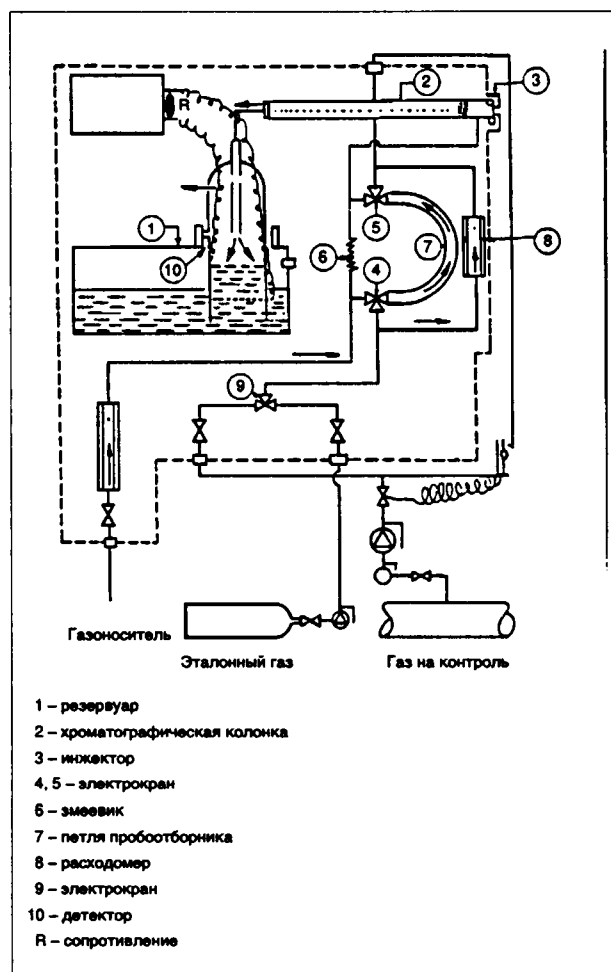 R
2
3
1
10
5
6
4
7
8
9
Газоноситель
Эталонный газ
Газ на контроль
1 – резервуар
2 – хроматографическая колонка
3 – инжектор
4, 5 – электрокран
6 – змеевик
7 – петля пробоотборника
8 – расходомер
9 – электрокран
10 – детектор
R – сопротивление